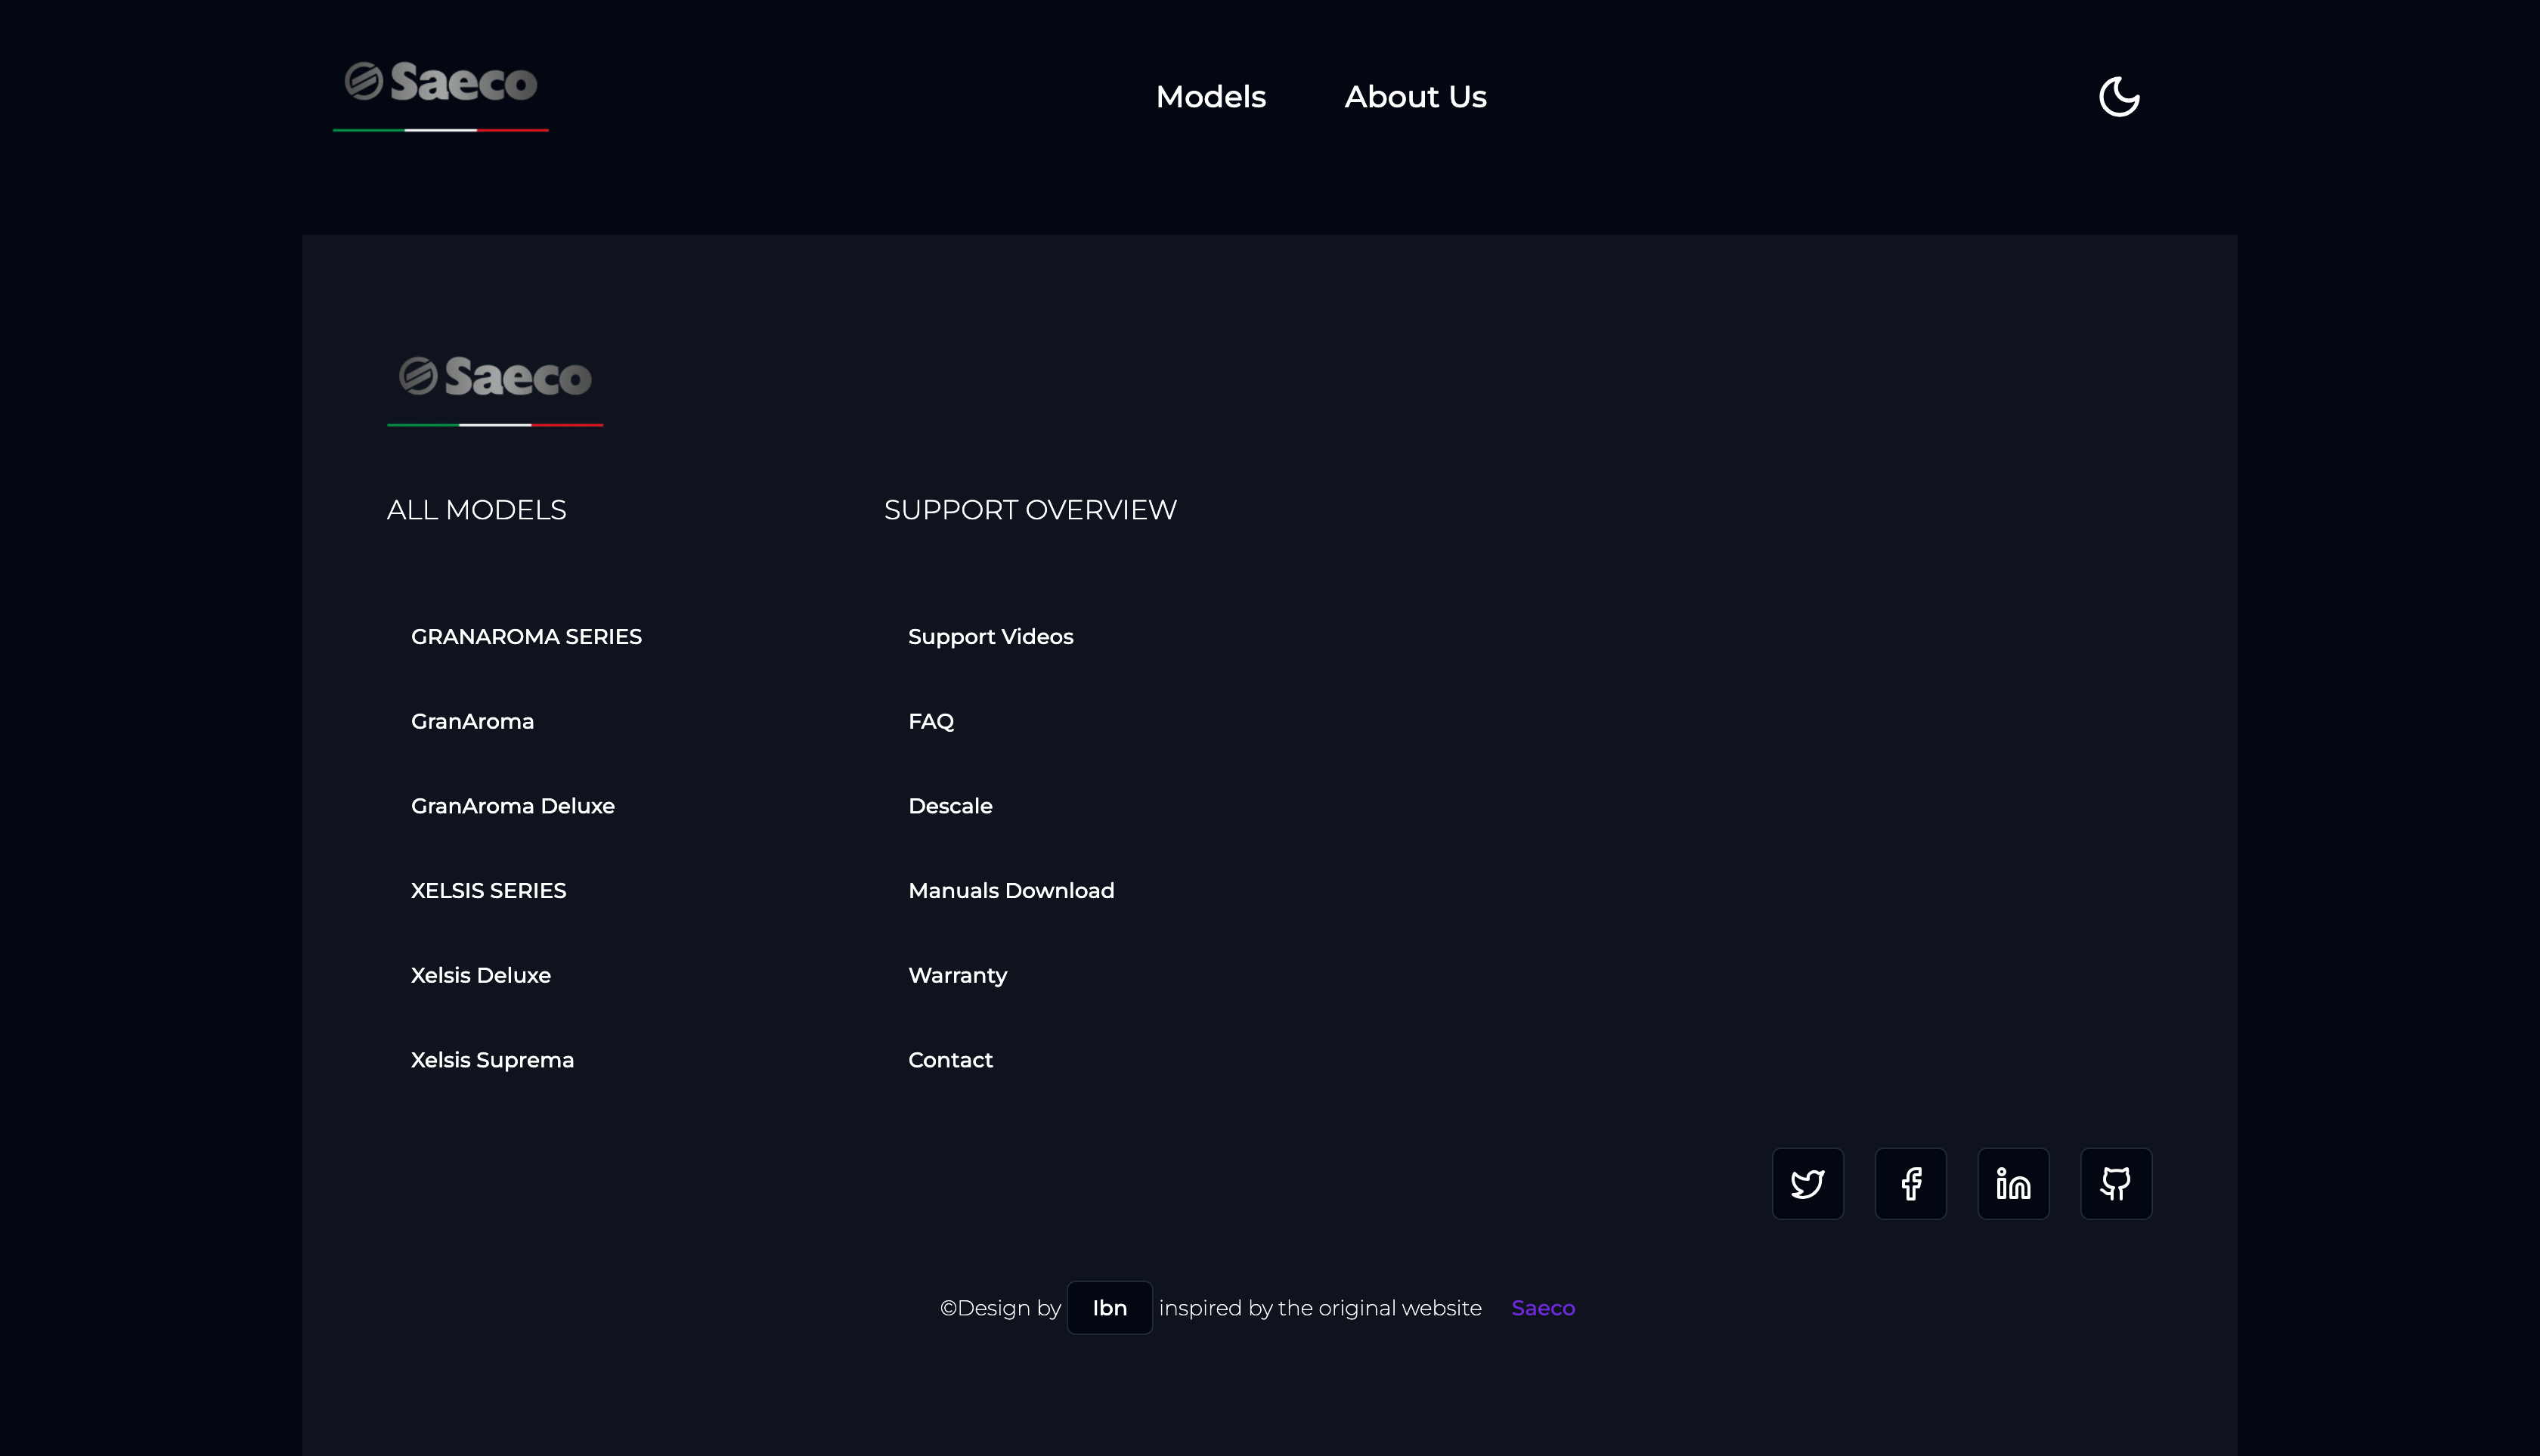 Saeco
Models
About Us
Saeco
ALL MODELS
GRANAROMA SERIES
GranAroma
GranAroma Deluxe
XELSIS SERIES
Xelsis Deluxe
Xelsis Suprema
SUPPORT OVERVIEW
Support Videos
FAQ
Descale
Manuals Download
Warranty
Contact
©Design by Ibn inspired by the original website Saeco